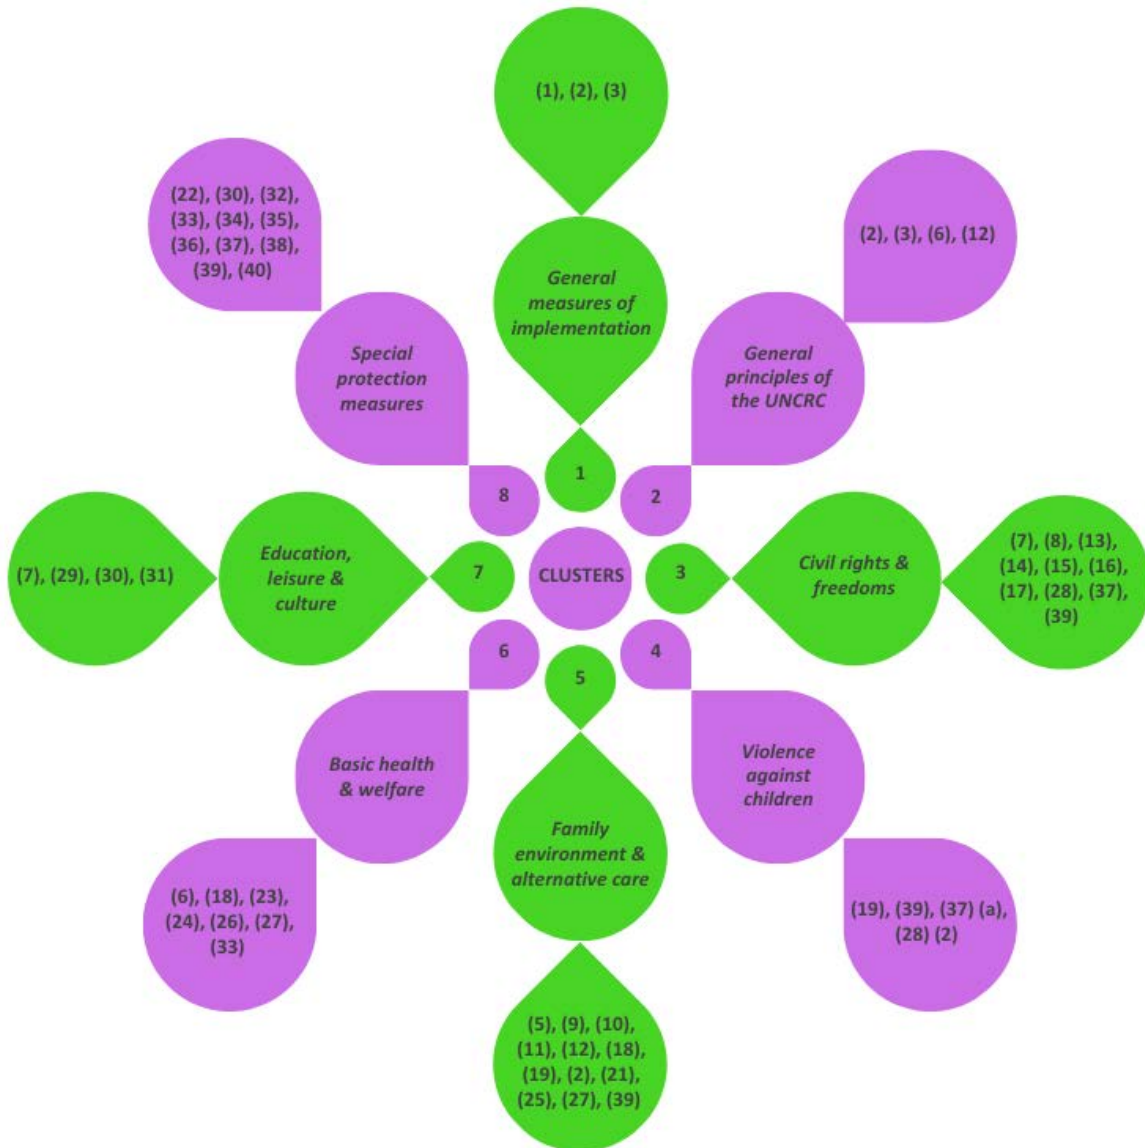 (1), (2), (3)
General
measures of
implementation
1
(2), (3), (6), (12)
General
principles of
the UNCRC
2
(7), (8), (13),
(14), (15), (16),
(17), (28), (37),
(39)
Civil rights &
freedoms
3
(19), (39), (37) (a),
(28) (2)
Violence
against
children
4
(5), (9), (10),
(11), (12), (18),
(19), (2), (21),
(25), (27), (39)
Family
environment &
alternative care
5
(6), (18), (23),
(24), (26), (27),
(33)
Basic health
& welfare
6
(7), (29), (30), (31)
Education,
leisure &
culture
7
(22), (30), (32),
(33), (34), (35),
(36), (37), (38),
(39), (40)
Special
protection
measures
8
CLUSTERS